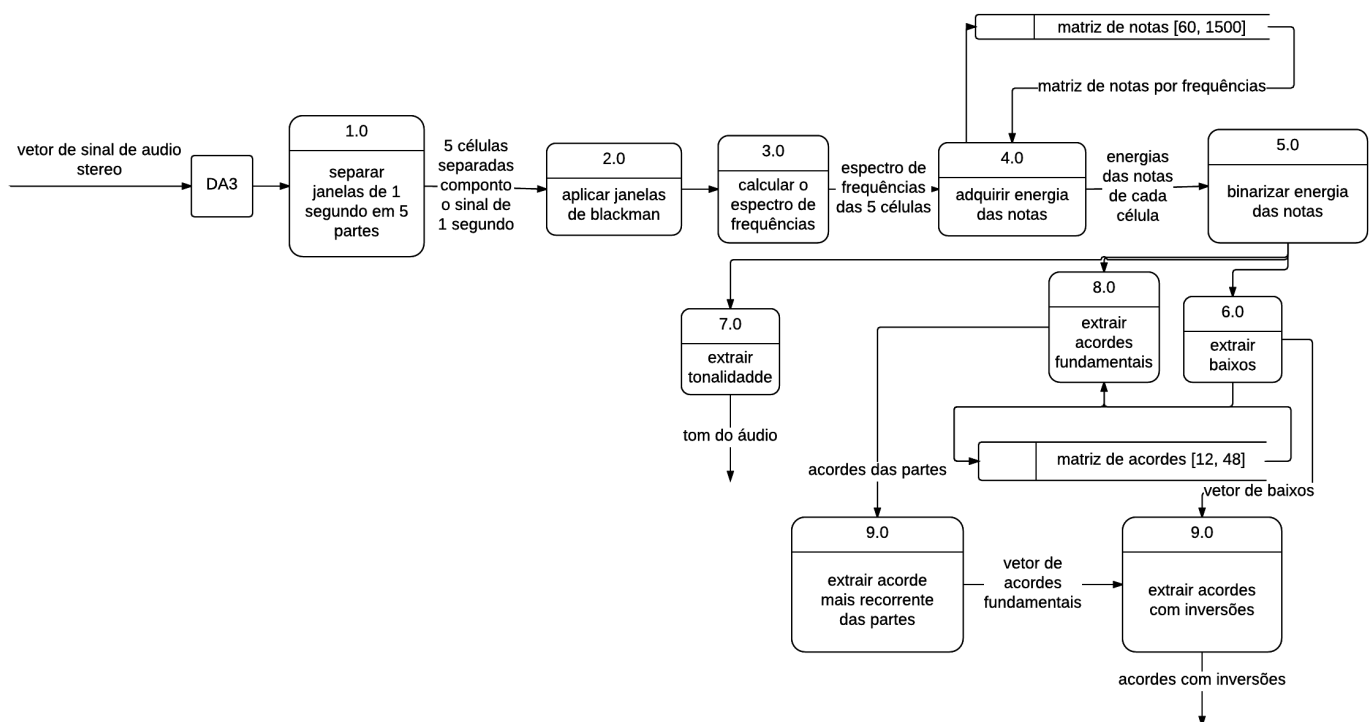 matriz de notas [60, 1500]
matriz de notas por frequências
vetor de sinal de audio
stereo
DA3
1.0
separar
janelas de 1
segundo em 5
partes
5 células
separadas
componto
o sinal de
1 segundo
2.0
aplicar janelas
de blackman
3.0
calcular o
espectro de
frequências
espectro de
frequências
das 5 células
4.0
adquirir energia
das notas
energias
das notas
de cada
célula
5.0
binarizar energia
das notas
7.0
extrair
tonalidadde
tom do áudio
8.0
extrair
acordes
fundamentais
6.0
extrair
baixos
matriz de acordes [12, 48]
acordes das partes
vetor de baixos
9.0
extrair acorde
mais recorrente
das partes
vetor de
acordes
fundamentais
9.0
extrair acordes
com inversões
acordes com inversões